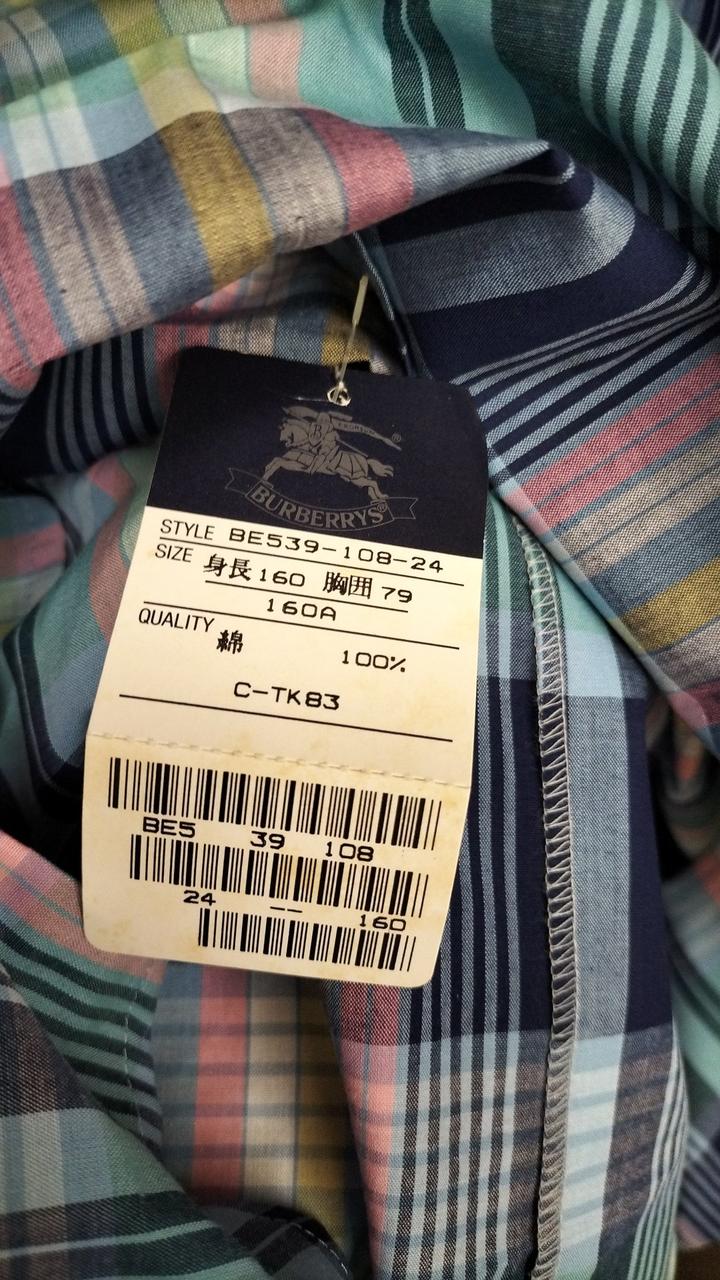 BURBERRYS®
STYLE BE539-108-24
SIZE 身長160 胸囲79
160A
QUALITY 綿 100%
C-TK83
BE5 39 108
24 -- 160